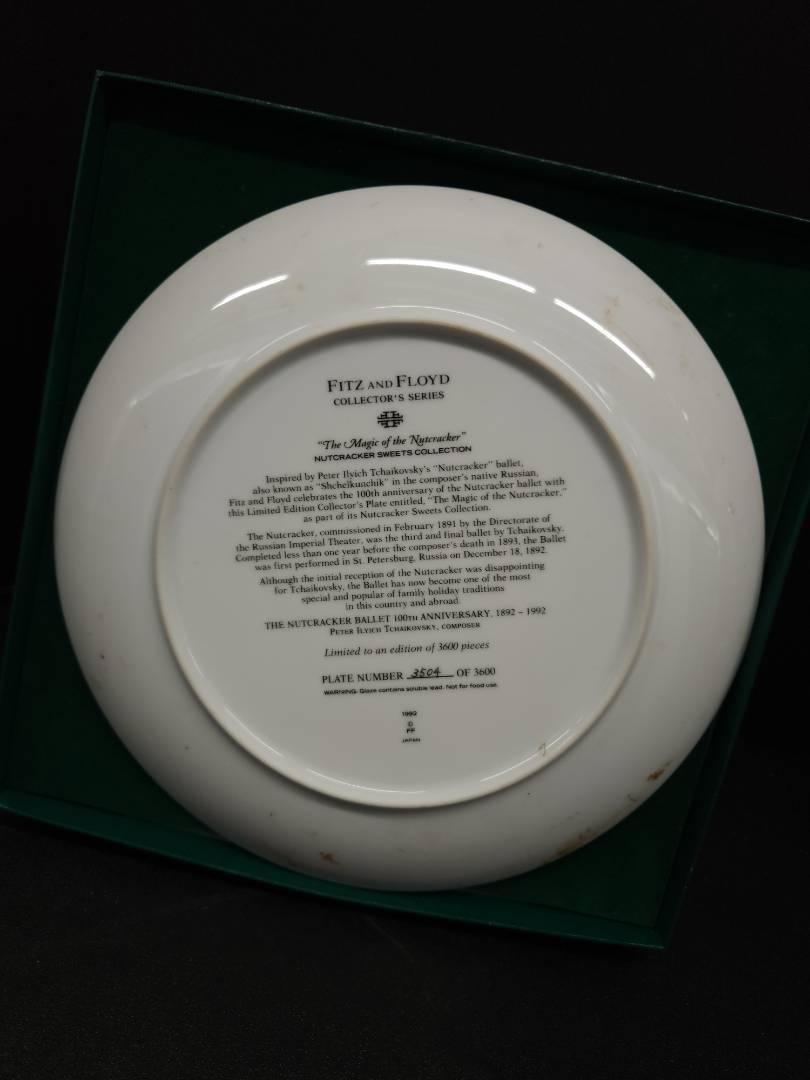 FITZ AND FLOYD
COLLECTOR'S SERIES
"The Magic of the Nutcracker"
NUTCRACKER SWEETS COLLECTION
Inspired by Peter Ilyich Tchaikovsky's "Nutcracker" ballet,
also known as "Shchelkunchik" in the composer's native Russian,
Fitz and Floyd celebrates the 100th anniversary of the Nutcracker ballet with
this Limited Edition Collector's Plate entitled, "The Magic of the Nutcracker,"
as part of its Nutcracker Sweets Collection.
The Nutcracker, commissioned in February 1891 by the Directorate of
the Russian Imperial Theater, was the third and final ballet by Tchaikovsky.
Completed less than one year before the composer's death in 1893, the Ballet
was first performed in St. Petersburg, Russia on December 18, 1892.
Although the initial reception of the Nutcracker was disappointing
for Tchaikovsky, the Ballet has now become one of the most
special and popular of family holiday traditions
in this country and abroad.
THE NUTCRACKER BALLET 100TH ANNIVERSARY, 1892 – 1992
PETER ILYICH TCHAIKOVSKY, COMPOSER
Limited to an edition of 3600 pieces
PLATE NUMBER 3504 OF 3600
WARNING: Glaze contains soluble lead. Not for food use.
1992
©
FF
JAPAN
7